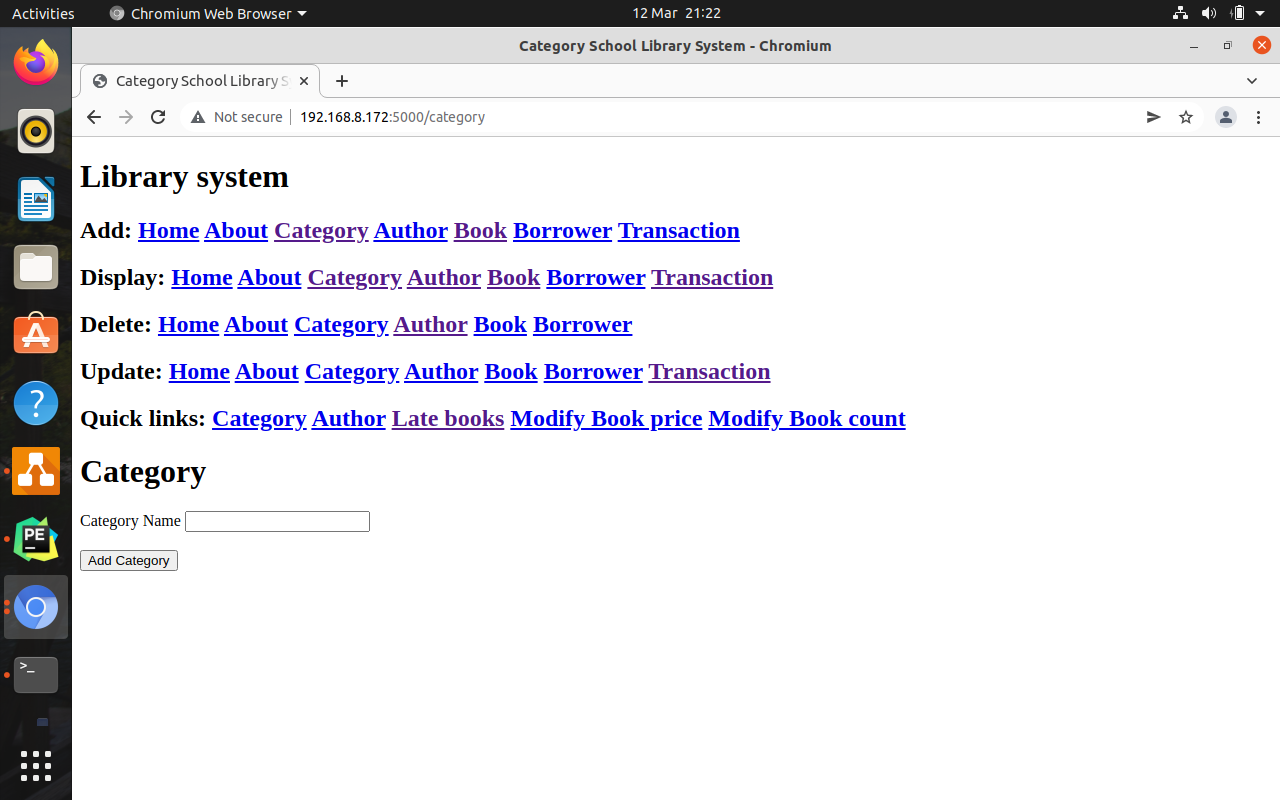 Activities Chromium Web Browser 12 Mar 21:22
Category School Library System - Chromium
Category School Library S
Not secure 192.168.8.172:5000/category
Library system
Add: Home About Category Author Book Borrower Transaction
Display: Home About Category Author Book Borrower Transaction
Delete: Home About Category Author Book Borrower
Update: Home About Category Author Book Borrower Transaction
Quick links: Category Author Late books Modify Book price Modify Book count
Category
Category Name
Add Category
?
PE
>_